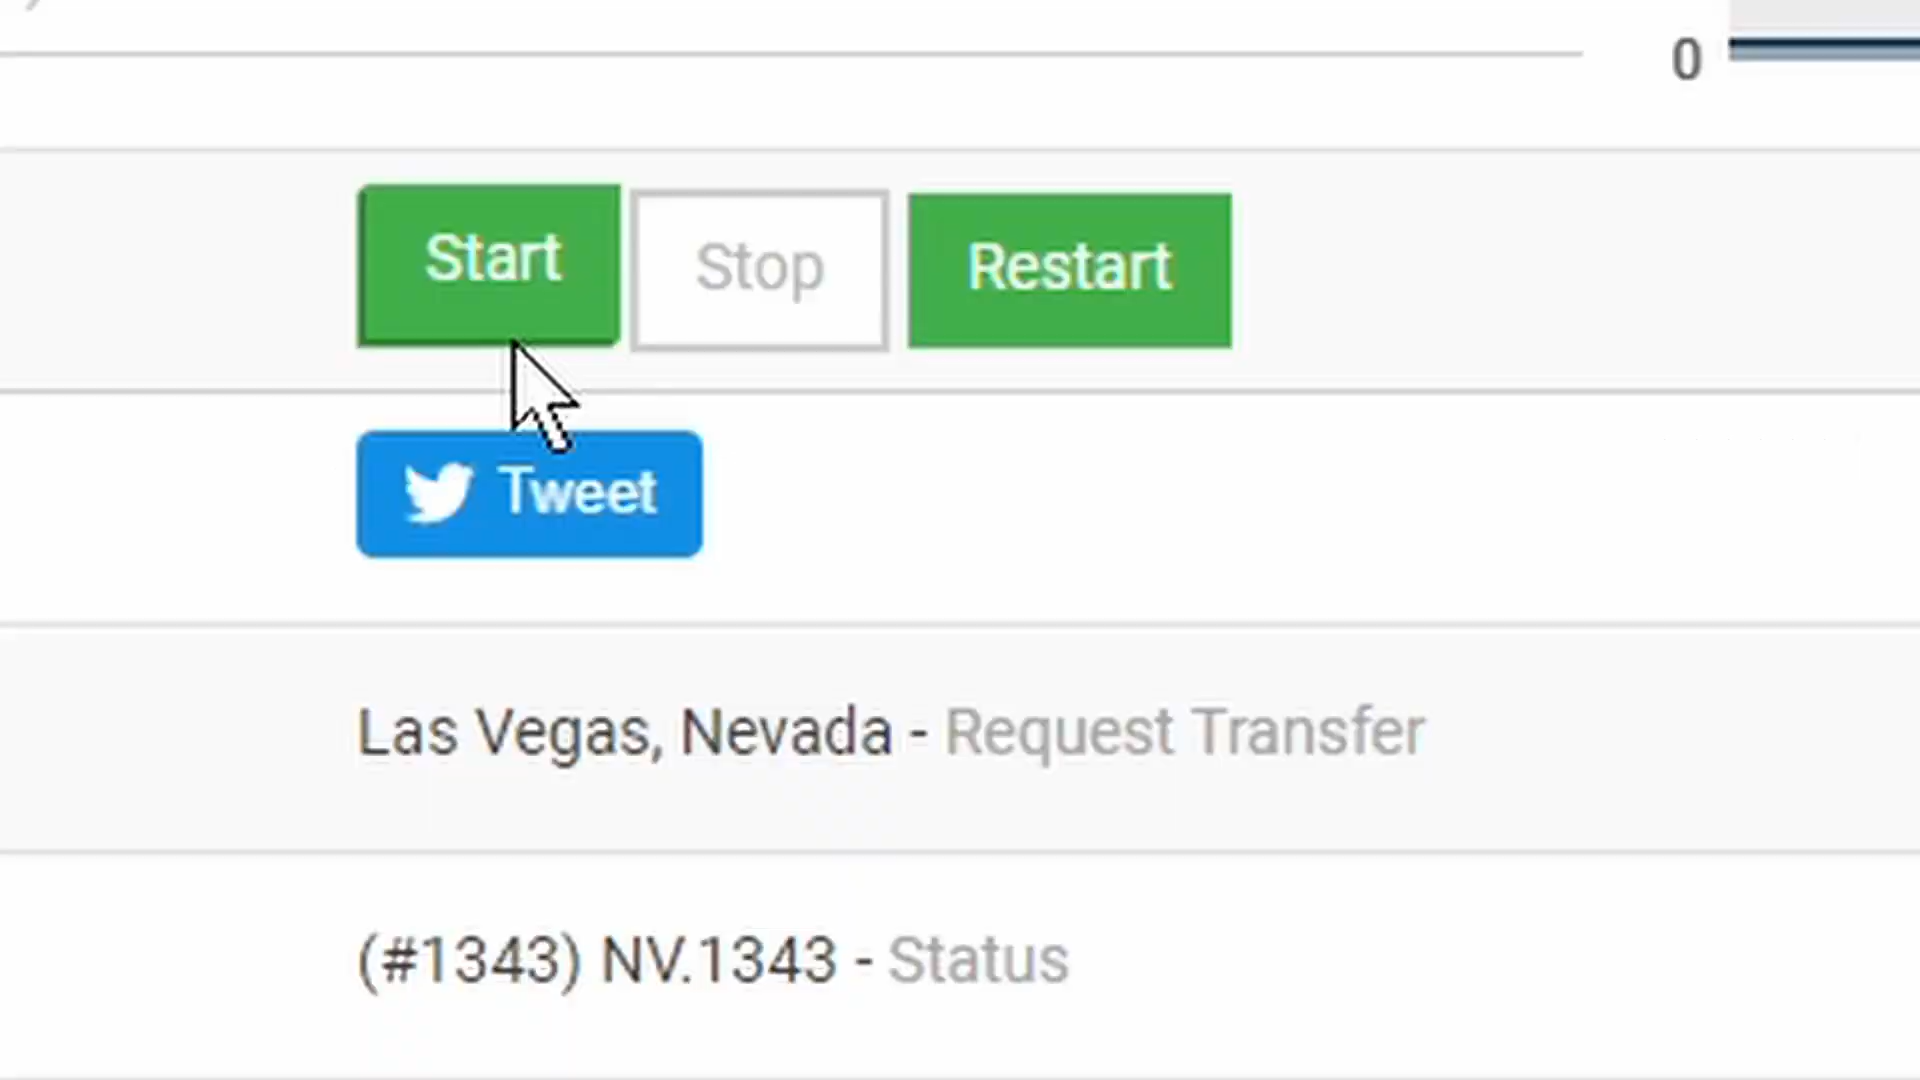 0
Start Stop Restart
Tweet
Las Vegas, Nevada - Request Transfer
(#1343) NV.1343 - Status